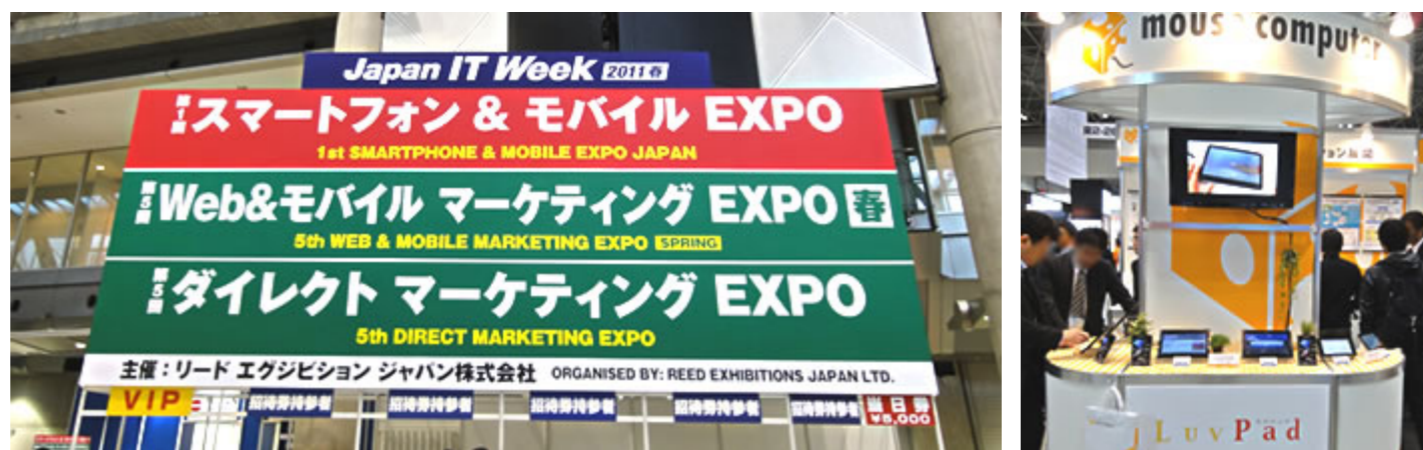 Japan IT Week 2011春
第1回 スマートフォン & モバイル EXPO
1st SMARTPHONE & MOBILE EXPO JAPAN
第5回 Web&モバイル マーケティング EXPO 春
5th WEB & MOBILE MARKETING EXPO SPRING
第5回 ダイレクト マーケティング EXPO
5th DIRECT MARKETING EXPO
主催：リード エグジビション ジャパン株式会社 ORGANISED BY: REED EXHIBITIONS JAPAN LTD.
VIP 招待券持参者 招待券持参者 招待券持参者 招待券持参者 招待券持参者 当日券
¥5,000
mouse computer
LuvPad